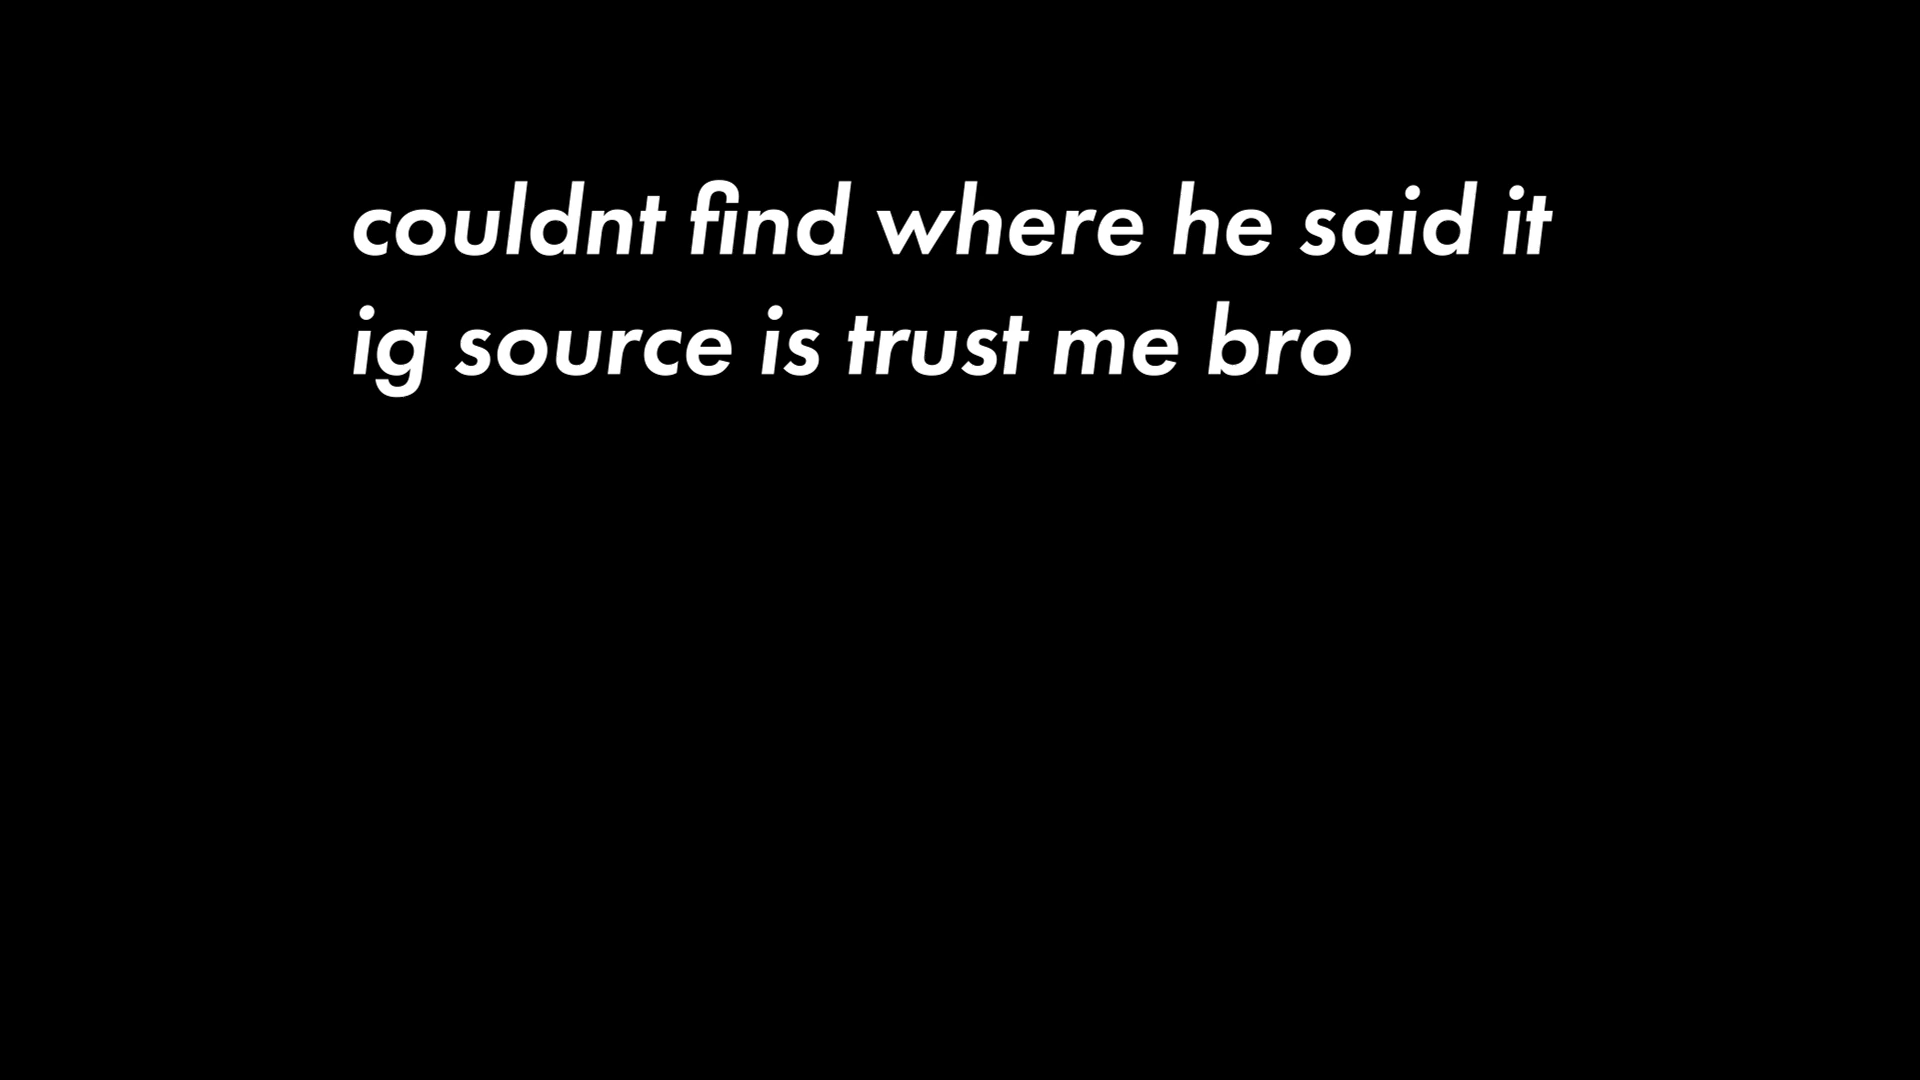 couldnt find where he said it
ig source is trust me bro